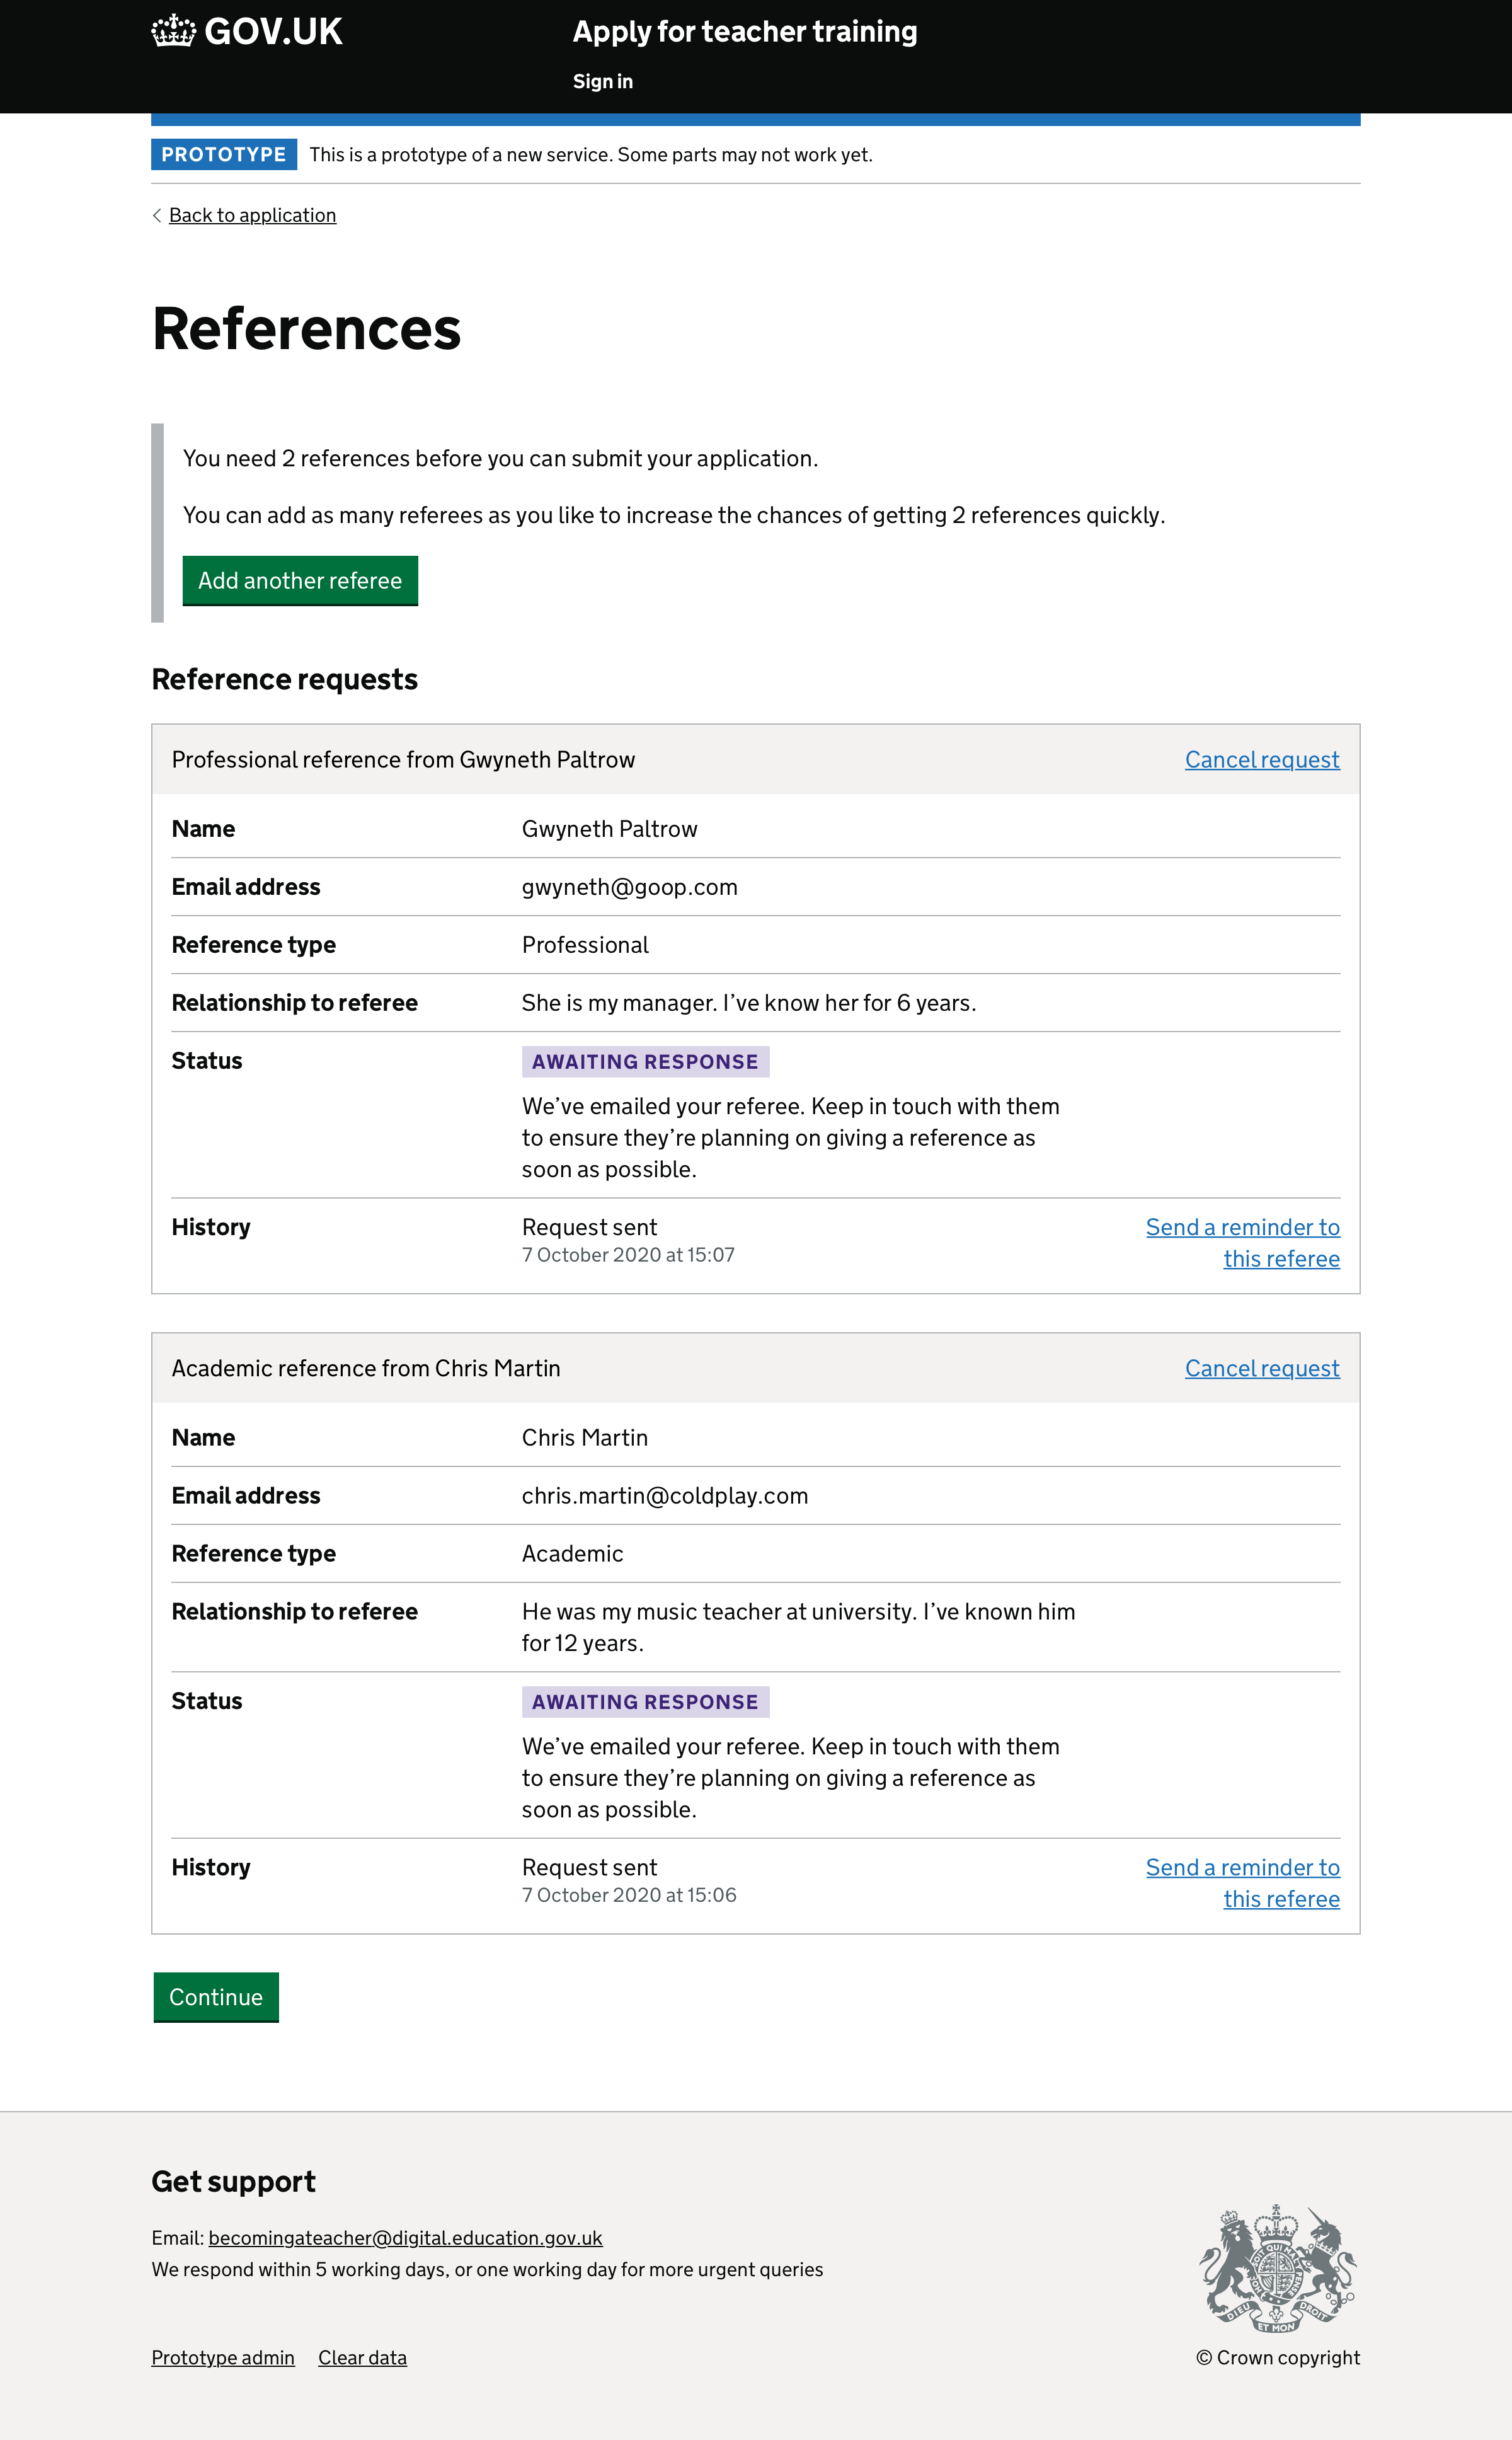 GOV.UK
Apply for teacher training
Sign in
PROTOTYPE This is a prototype of a new service. Some parts may not work yet.
Back to application
References
You need 2 references before you can submit your application.
You can add as many referees as you like to increase the chances of getting 2 references quickly.
Add another referee
Reference requests
Professional reference from Gwyneth Paltrow Cancel request
Name Gwyneth Paltrow
Email address gwyneth@goop.com
Reference type Professional
Relationship to referee She is my manager. I’ve know her for 6 years.
Status AWAITING RESPONSE
We’ve emailed your referee. Keep in touch with them
to ensure they’re planning on giving a reference as
soon as possible.
History Request sent Send a reminder to
7 October 2020 at 15:07 this referee
Academic reference from Chris Martin Cancel request
Name Chris Martin
Email address chris.martin@coldplay.com
Reference type Academic
Relationship to referee He was my music teacher at university. I’ve known him
for 12 years.
Status AWAITING RESPONSE
We’ve emailed your referee. Keep in touch with them
to ensure they’re planning on giving a reference as
soon as possible.
History Request sent Send a reminder to
7 October 2020 at 15:06 this referee
Continue
Get support
Email: becomingateacher@digital.education.gov.uk
We respond within 5 working days, or one working day for more urgent queries
DIEU ET MON DROIT
Prototype admin Clear data © Crown copyright